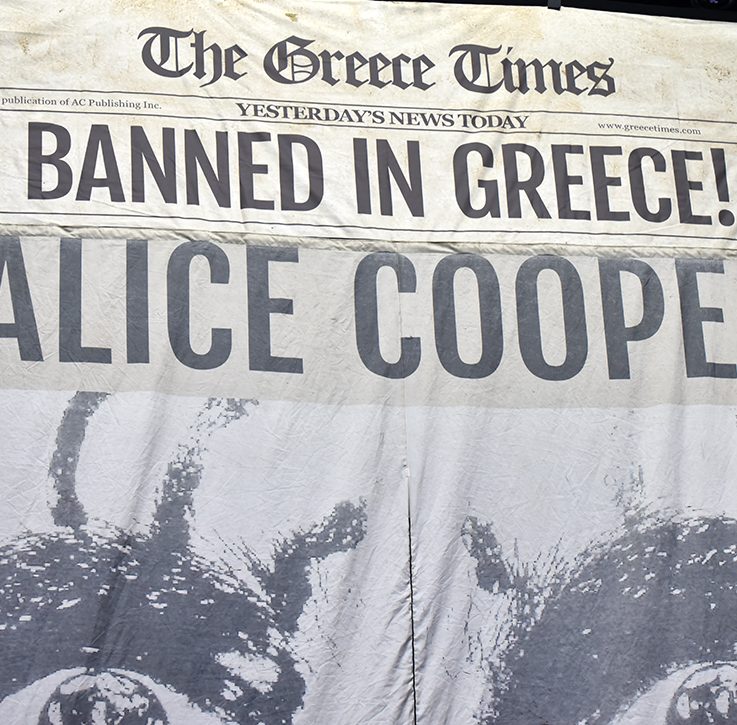 The Greece Times
publication of AC Publishing Inc.
YESTERDAY'S NEWS TODAY
www.greecetimes.com
BANNED IN GREECE!
ALICE COOPE